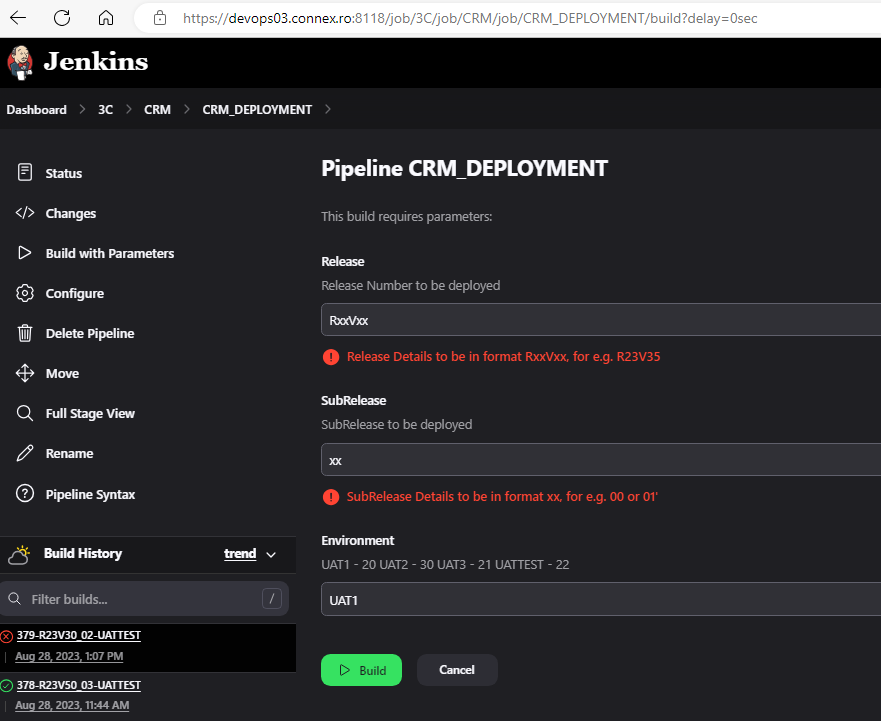 https://devops03.connex.ro:8118/job/3C/job/CRM/job/CRM_DEPLOYMENT/build?delay=0sec
Jenkins
Dashboard > 3C > CRM > CRM_DEPLOYMENT >
Status
Changes
Build with Parameters
Configure
Delete Pipeline
Move
Full Stage View
Rename
Pipeline Syntax
Build History trend
Filter builds... /
379-R23V30_02-UATTEST
Aug 28, 2023, 1:07 PM
378-R23V50_03-UATTEST
Aug 28, 2023, 11:44 AM
Pipeline CRM_DEPLOYMENT
This build requires parameters:
Release
Release Number to be deployed
RxxVxx
Release Details to be in format RxxVxx, for e.g. R23V35
SubRelease
SubRelease to be deployed
xx
SubRelease Details to be in format xx, for e.g. 00 or 01'
Environment
UAT1 - 20 UAT2 - 30 UAT3 - 21 UATTEST - 22
UAT1
Build Cancel